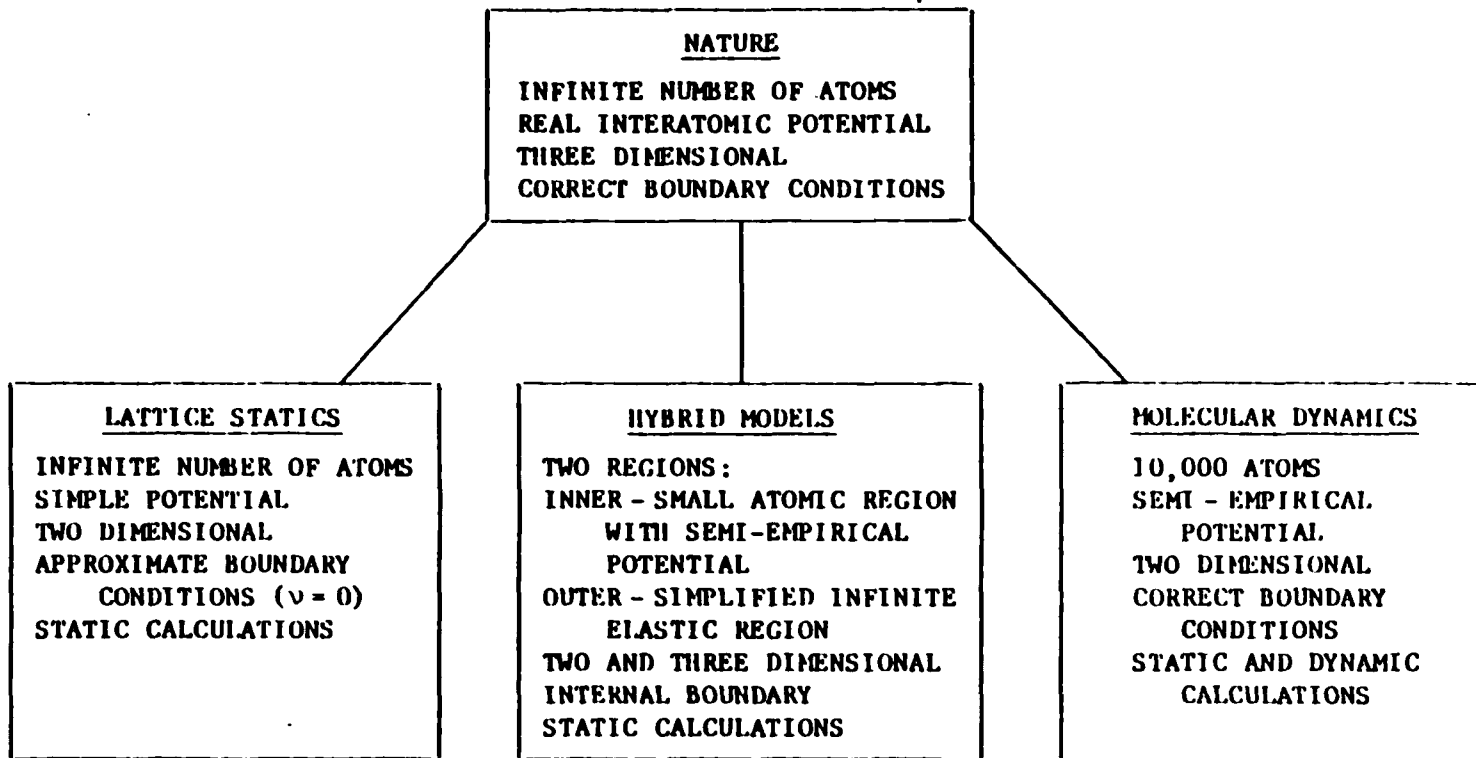 NATURE
INFINITE NUMBER OF ATOMS
REAL INTERATOMIC POTENTIAL
THREE DIMENSIONAL
CORRECT BOUNDARY CONDITIONS
LATTICE STATICS
INFINITE NUMBER OF ATOMS
SIMPLE POTENTIAL
TWO DIMENSIONAL
APPROXIMATE BOUNDARY
CONDITIONS (ν = 0)
STATIC CALCULATIONS
HYBRID MODELS
TWO REGIONS:
INNER - SMALL ATOMIC REGION
WITH SEMI-EMPIRICAL
POTENTIAL
OUTER - SIMPLIFIED INFINITE
ELASTIC REGION
TWO AND THREE DIMENSIONAL
INTERNAL BOUNDARY
STATIC CALCULATIONS
MOLECULAR DYNAMICS
10,000 ATOMS
SEMI - EMPIRICAL
POTENTIAL
TWO DIMENSIONAL
CORRECT BOUNDARY
CONDITIONS
STATIC AND DYNAMIC
CALCULATIONS